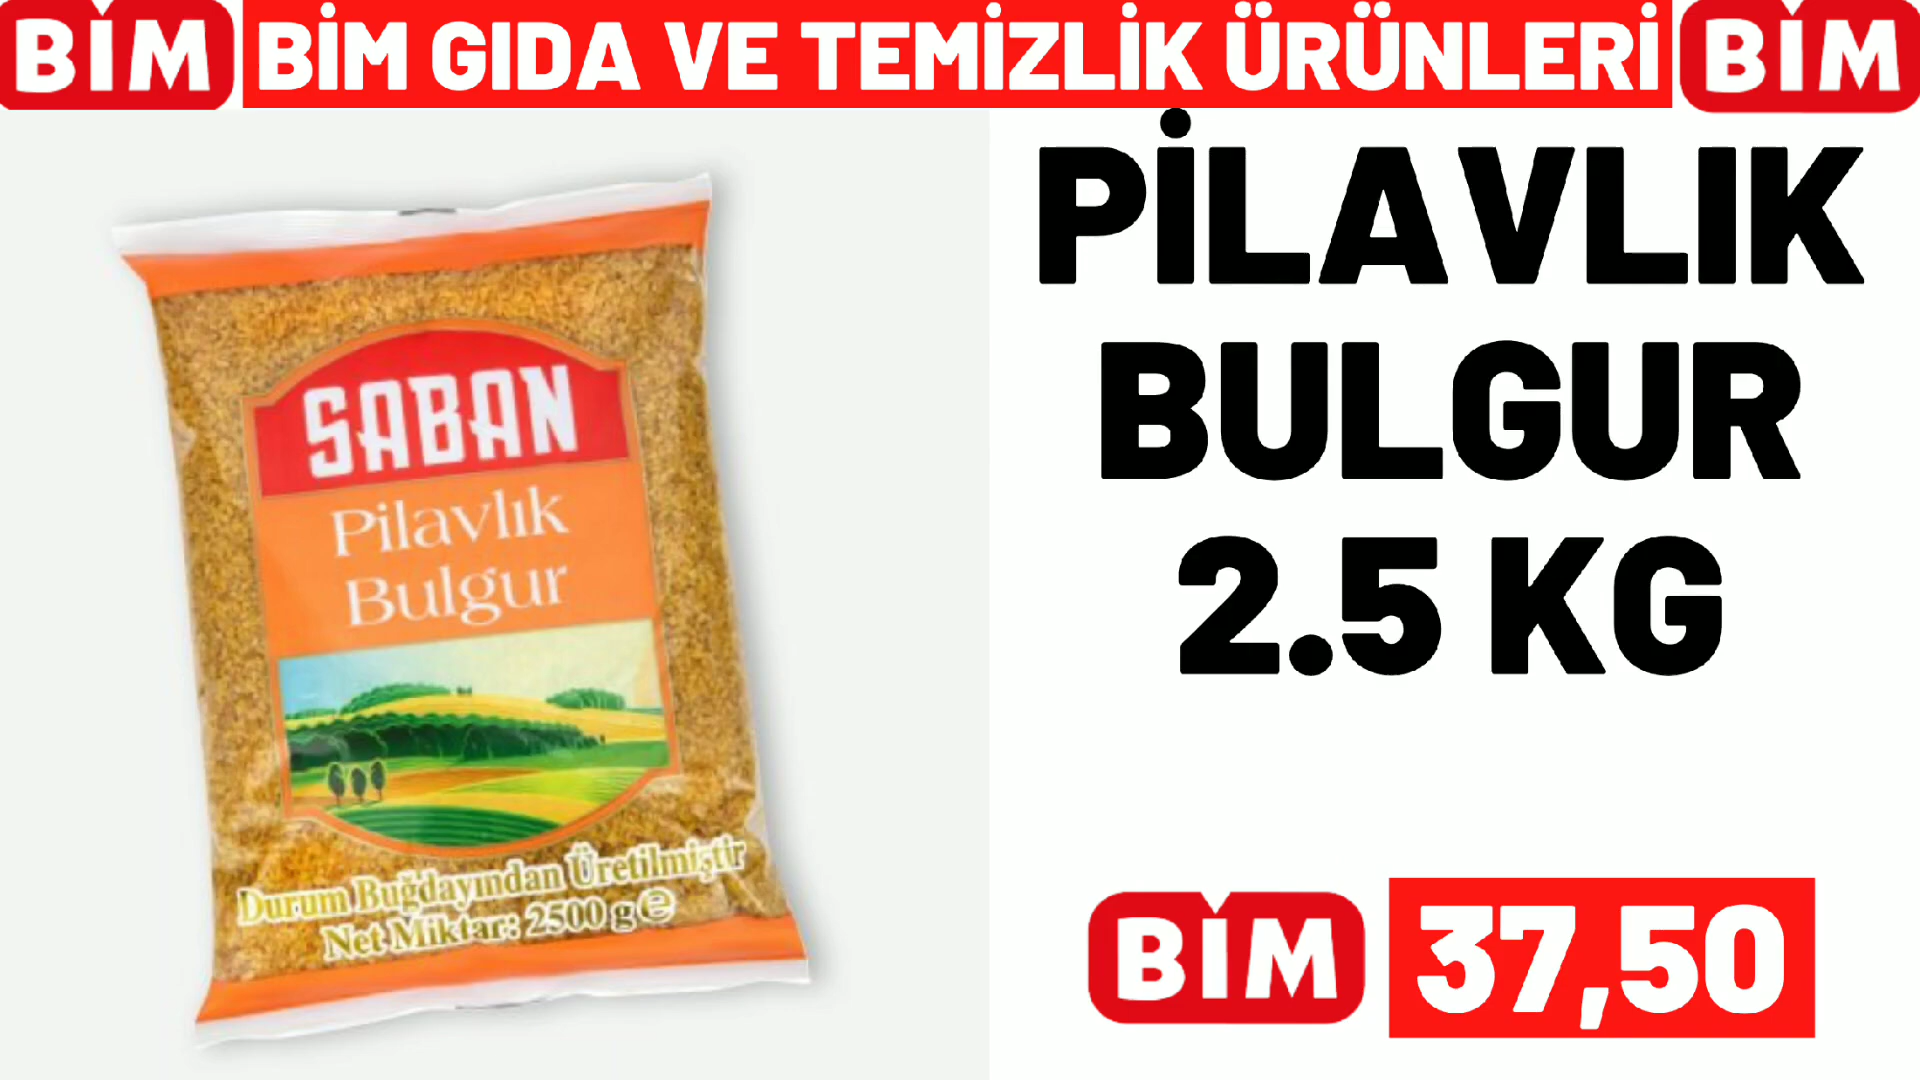 BİM
BİM GIDA VE TEMİZLİK ÜRÜNLERİ
BİM
SABAN
Pilavlık
Bulgur
Durum Buğdayından Üretilmiştir
Net Miktar: 2500 g ℮
PİLAVLIK
BULGUR
2.5 KG
BİM
37,50